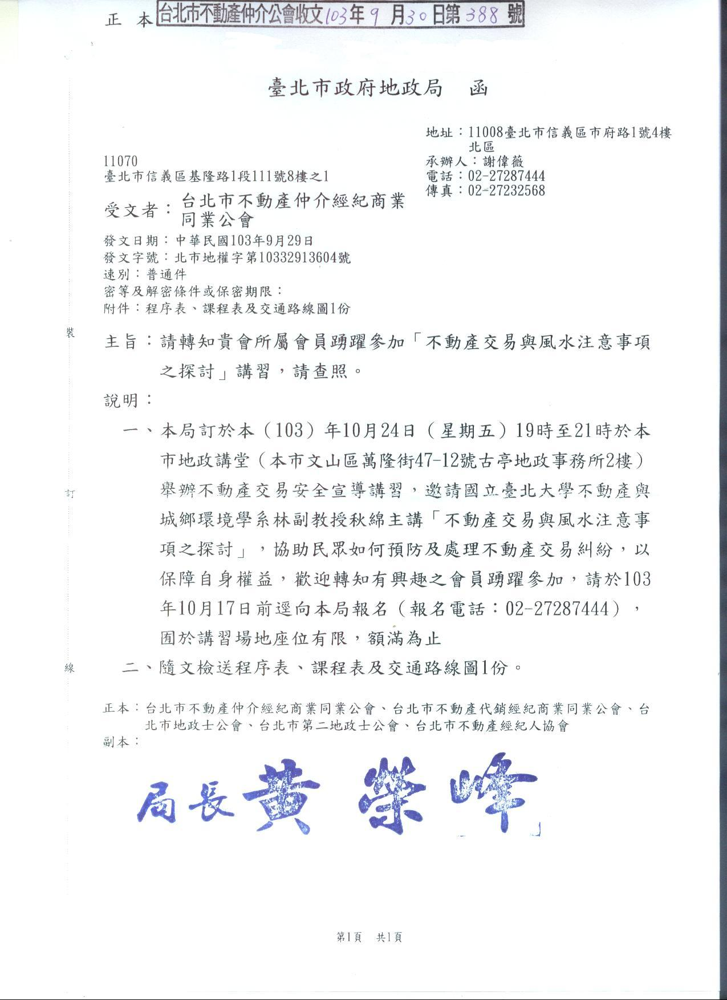 正 本
台北市不動產仲介公會收文103年9月30日第388號
臺北市政府地政局 函
地址：11008臺北市信義區市府路1號4樓
北區
承辦人：謝偉薇
電話：02-27287444
傳真：02-27232568
11070
臺北市信義區基隆路1段111號8樓之1
受文者：台北市不動產仲介經紀商業
同業公會
發文日期：中華民國103年9月29日
發文字號：北市地權字第10332913604號
速別：普通件
密等及解密條件或保密期限：
附件：程序表、課程表及交通路線圖1份
主旨：請轉知貴會所屬會員踴躍參加「不動產交易與風水注意事項
之探討」講習，請查照。
說明：
一、本局訂於本（103）年10月24日（星期五）19時至21時於本
市地政講堂（本市文山區萬隆街47-12號古亭地政事務所2樓）
舉辦不動產交易安全宣導講習，邀請國立臺北大學不動產與
城鄉環境學系林副教授秋綿主講「不動產交易與風水注意事
項之探討」，協助民眾如何預防及處理不動產交易糾紛，以
保障自身權益，歡迎轉知有興趣之會員踴躍參加，請於103
年10月17日前逕向本局報名（報名電話：02-27287444），
囿於講習場地座位有限，額滿為止
二、隨文檢送程序表、課程表及交通路線圖1份。
正本：台北市不動產仲介經紀商業同業公會、台北市不動產代銷經紀商業同業公會、台
北市地政士公會、台北市第二地政士公會、台北市不動產經紀人協會
副本：
局長黃榮峰
裝
訂
線
第1頁 共1頁